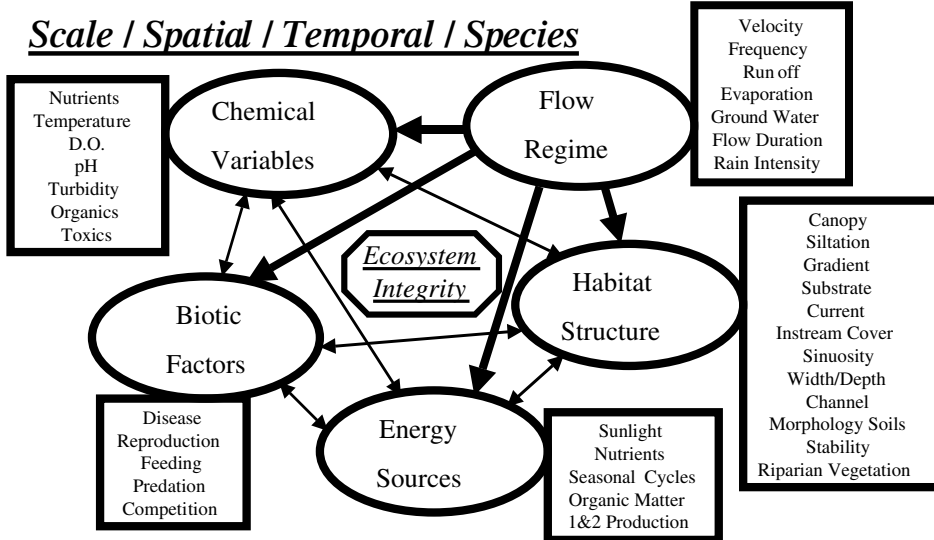 Scale / Spatial / Temporal / Species
Nutrients
Temperature
D.O.
pH
Turbidity
Organics
Toxics
Chemical
Variables
Flow
Regime
Velocity
Frequency
Run off
Evaporation
Ground Water
Flow Duration
Rain Intensity
Ecosystem
Integrity
Habitat
Structure
Canopy
Siltation
Gradient
Substrate
Current
Instream Cover
Sinuosity
Width/Depth
Channel
Morphology Soils
Stability
Riparian Vegetation
Biotic
Factors
Disease
Reproduction
Feeding
Predation
Competition
Energy
Sources
Sunlight
Nutrients
Seasonal Cycles
Organic Matter
1&2 Production